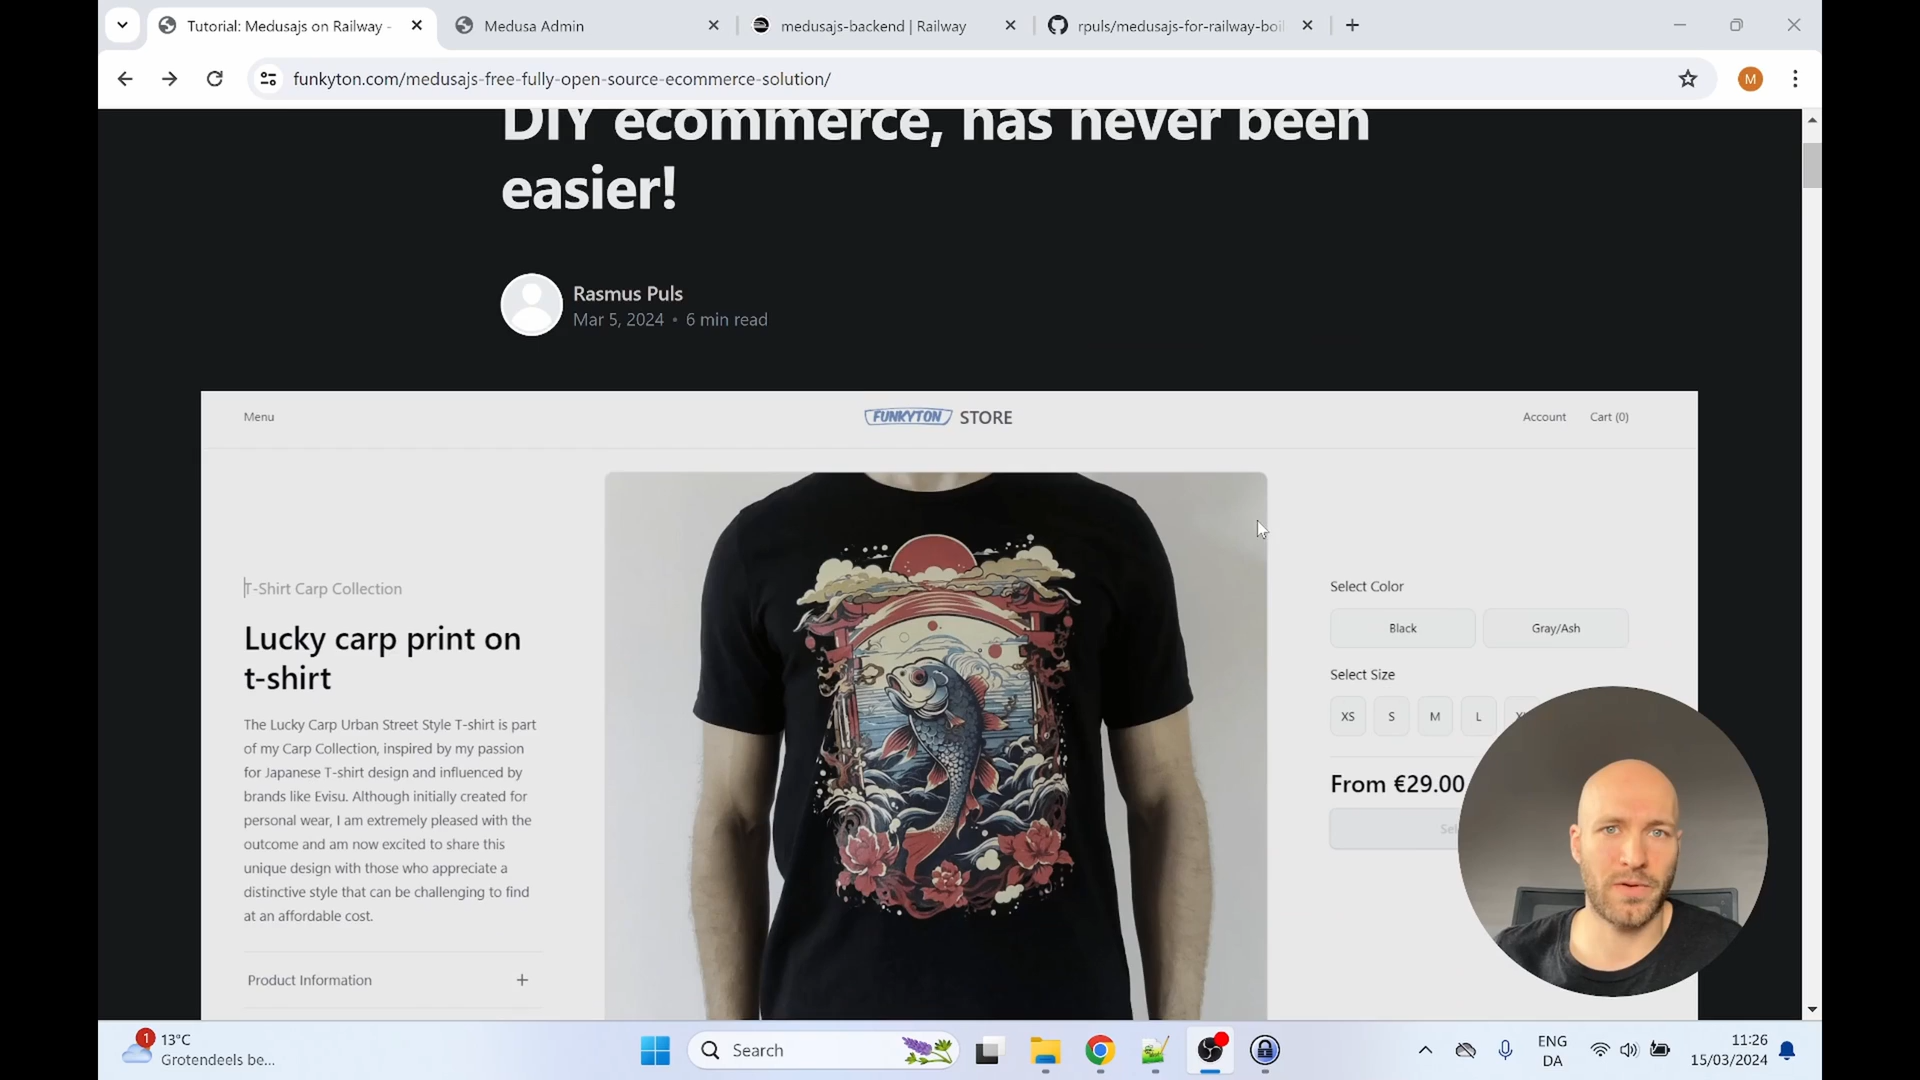 Tutorial: Medusajs on Railway -
Medusa Admin
medusajs-backend | Railway
rpuls/medusajs-for-railway-boil
funkyton.com/medusajs-free-fully-open-source-ecommerce-solution/
M
DIY ecommerce, has never been
easier!
Rasmus Puls
Mar 5, 2024 • 6 min read
Menu
FUNKYTON STORE
Account
Cart (0)
T-Shirt Carp Collection
Lucky carp print on
t-shirt
The Lucky Carp Urban Street Style T-shirt is part
of my Carp Collection, inspired by my passion
for Japanese T-shirt design and influenced by
brands like Evisu. Although initially created for
personal wear, I am extremely pleased with the
outcome and am now excited to share this
unique design with those who appreciate a
distinctive style that can be challenging to find
at an affordable cost.
Product Information +
Select Color
Black
Gray/Ash
Select Size
XS
S
M
L
From €29.00
1
13°C
Grotendeels be...
Search
ENG
DA
11:26
15/03/2024